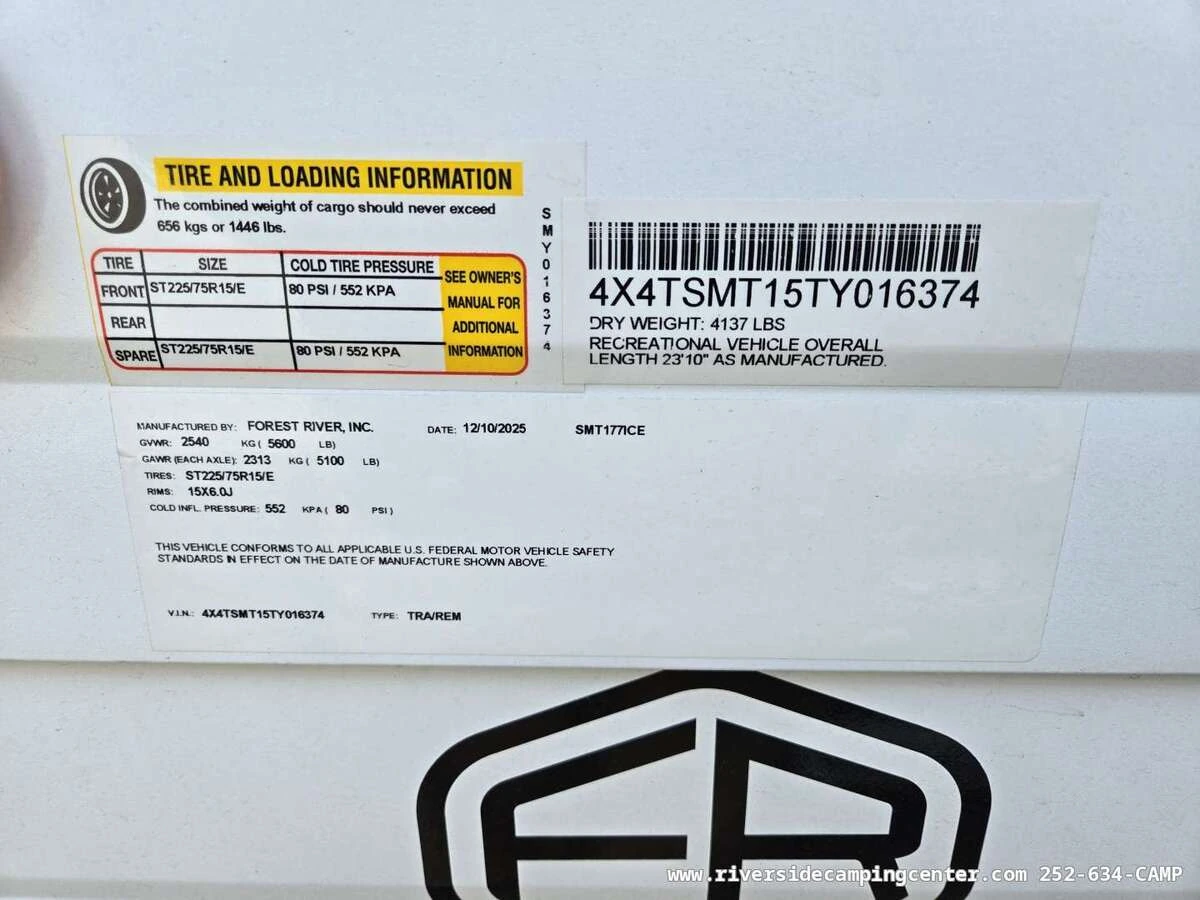 TIRE AND LOADING INFORMATION
The combined weight of cargo should never exceed
656 kgs or 1446 lbs.
TIRE SIZE COLD TIRE PRESSURE
FRONT ST225/75R15/E 80 PSI / 552 KPA
REAR
SPARE ST225/75R15/E 80 PSI / 552 KPA
SEE OWNER'S
MANUAL FOR
ADDITIONAL
INFORMATION
SMY016374
4X4TSMT15TY016374
DRY WEIGHT: 4137 LBS
RECREATIONAL VEHICLE OVERALL
LENGTH 23'10" AS MANUFACTURED.
MANUFACTURED BY: FOREST RIVER, INC. DATE: 12/10/2025 SMT177ICE
GVWR: 2540 KG ( 5600 LB)
GAWR (EACH AXLE): 2313 KG ( 5100 LB)
TIRES: ST225/75R15/E
RIMS: 15X6.0J
COLD INFL. PRESSURE: 552 KPA ( 80 PSI )
THIS VEHICLE CONFORMS TO ALL APPLICABLE U.S. FEDERAL MOTOR VEHICLE SAFETY
STANDARDS IN EFFECT ON THE DATE OF MANUFACTURE SHOWN ABOVE.
V.I.N.: 4X4TSMT15TY016374 TYPE: TRA/REM
FR
www.riversidecampingcenter.com 252-634-CAMP